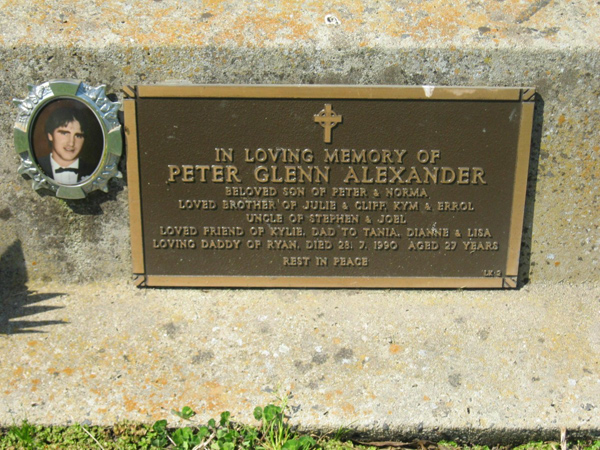 IN LOVING MEMORY OF
PETER GLENN ALEXANDER
BELOVED SON OF PETER & NORMA
LOVED BROTHER OF JULIE & CLIFF, KYM & ERROL
UNCLE OF STEPHEN & JOEL
LOVED FRIEND OF KYLIE, DAD TO TANIA, DIANNE & LISA
LOVING DADDY OF RYAN. DIED 28. 7. 1990 AGED 27 YEARS
REST IN PEACE
LK 2